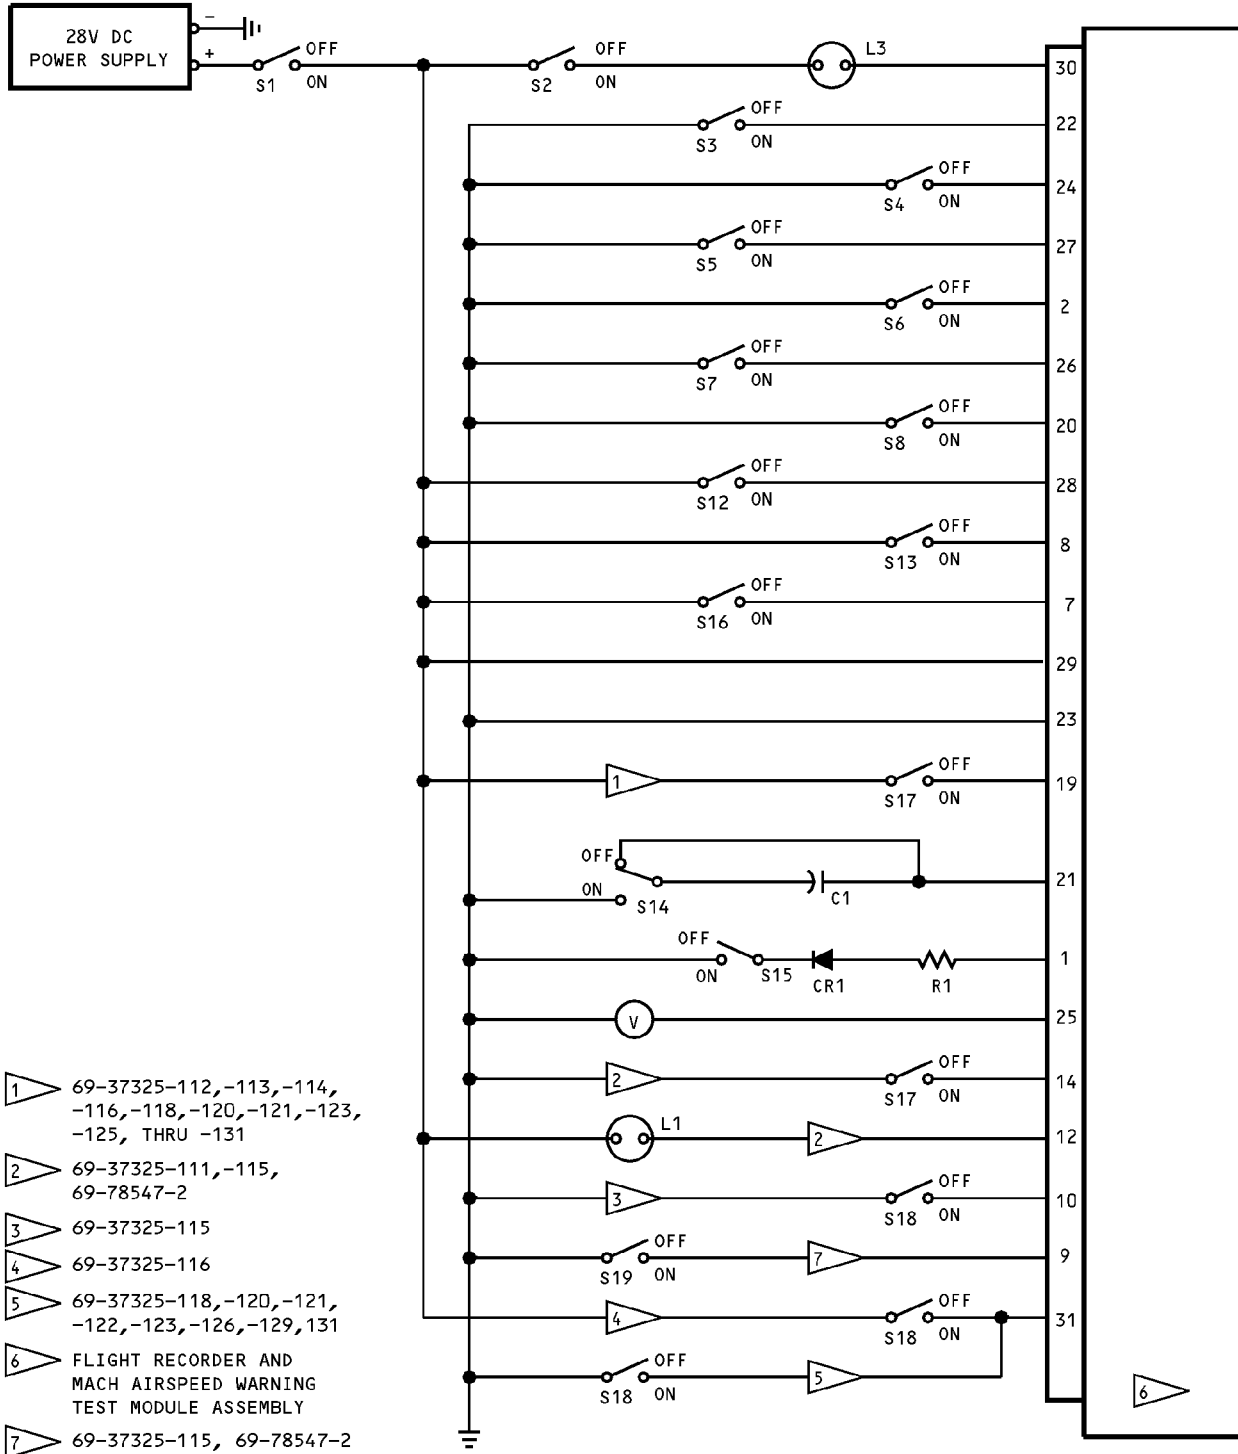 28V DC
POWER SUPPLY
−
+
OFF
S1
ON
OFF
S2
ON
L3
30
OFF
S3
ON
22
OFF
S4
ON
24
OFF
S5
ON
27
OFF
S6
ON
2
OFF
S7
ON
26
OFF
S8
ON
20
OFF
S12
ON
28
OFF
S13
ON
8
OFF
S16
ON
7
29
23
1
OFF
S17
ON
19
OFF
ON
S14
C1
21
OFF
ON
S15
CR1
R1
1
V
25
2
OFF
S17
ON
14
L1
2
12
3
OFF
S18
ON
10
OFF
S19
ON
7
9
4
OFF
S18
ON
31
OFF
S18
ON
5
6
1 69-37325-112,-113,-114,
-116,-118,-120,-121,-123,
-125, THRU -131
2 69-37325-111,-115,
69-78547-2
3 69-37325-115
4 69-37325-116
5 69-37325-118,-120,-121,
-122,-123,-126,-129,131
6 FLIGHT RECORDER AND
MACH AIRSPEED WARNING
TEST MODULE ASSEMBLY
7 69-37325-115, 69-78547-2